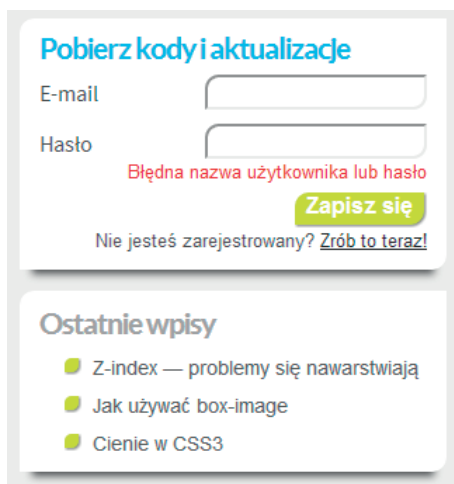 Pobierz kody i aktualizacje
E-mail
Hasło
Błędna nazwa użytkownika lub hasło
Zapisz się
Nie jesteś zarejestrowany? Zrób to teraz!
Ostatnie wpisy
Z-index — problemy się nawarstwiają
Jak używać box-image
Cienie w CSS3